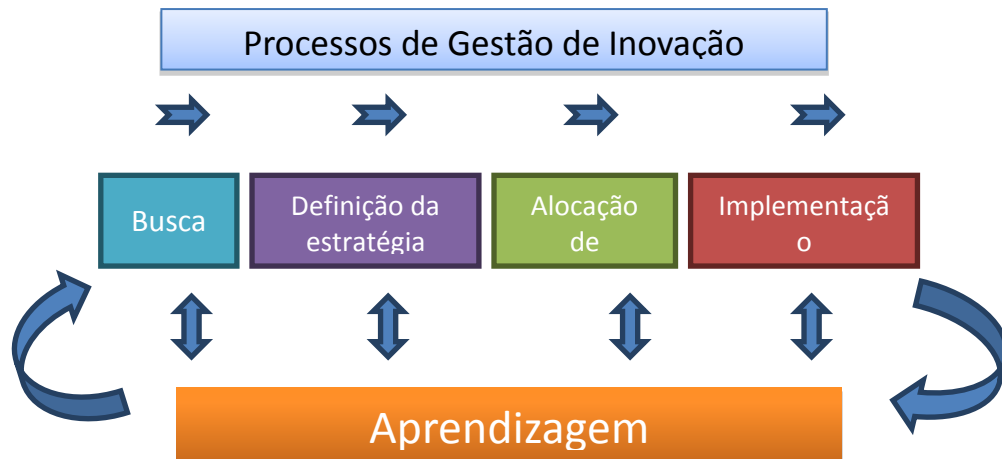 Processos de Gestão de Inovação
Busca
Definição da
estratégia
Alocação
de
Implementaçã
o
Aprendizagem